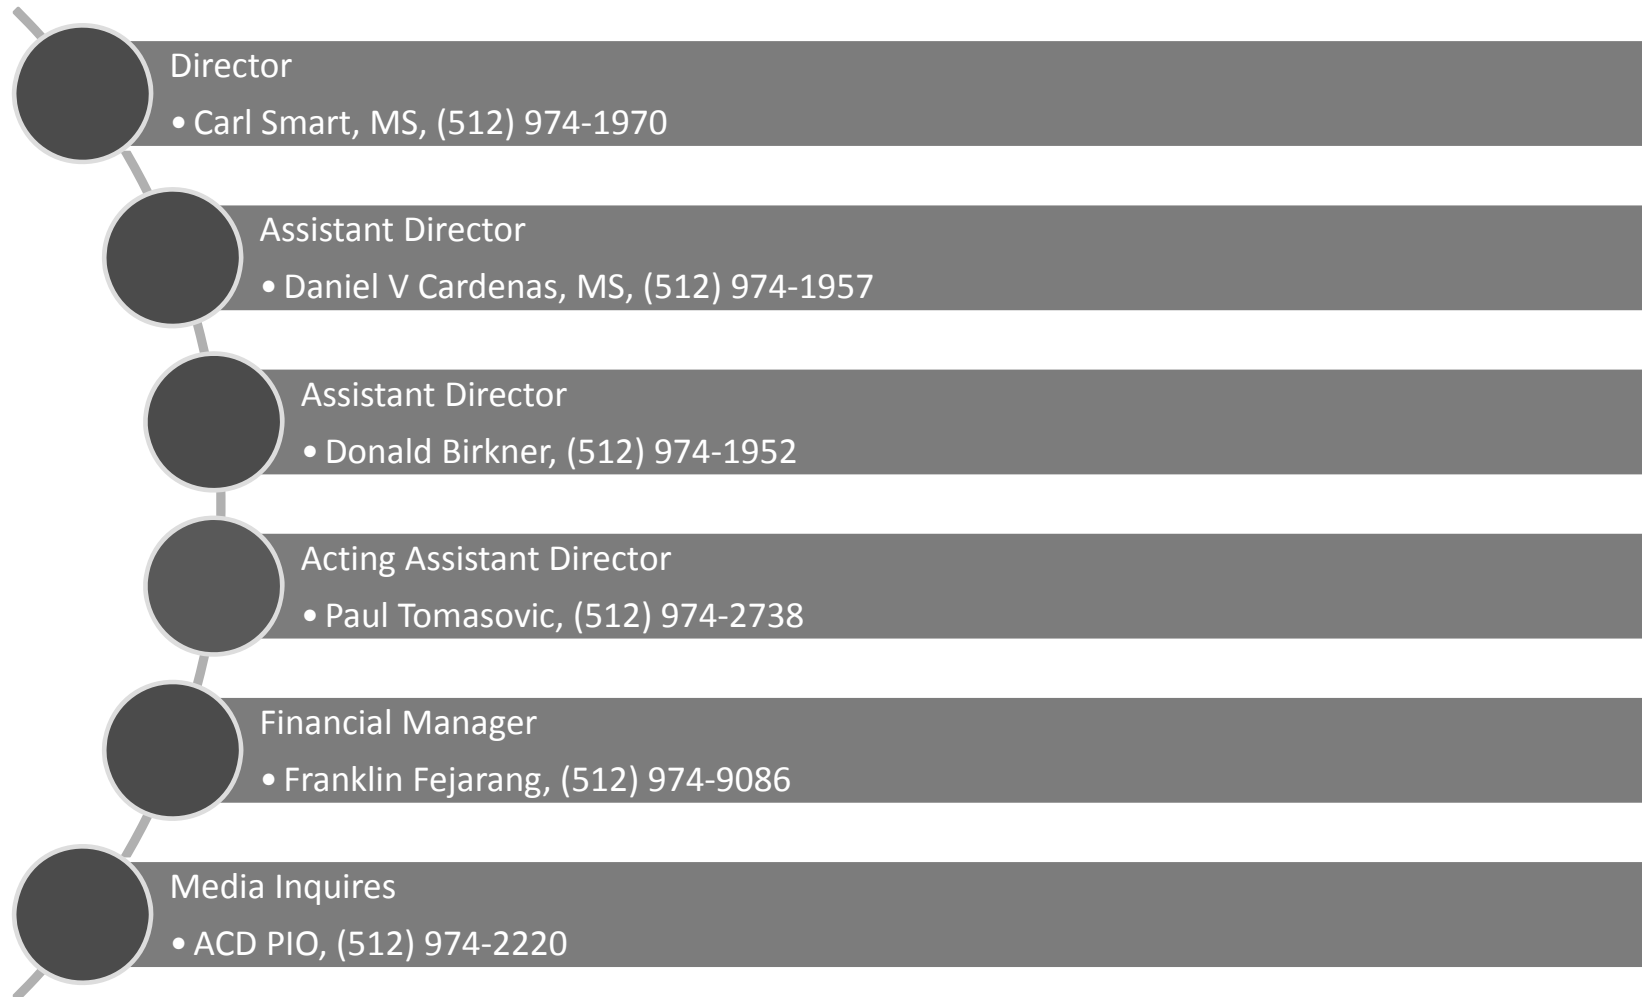 Director
• Carl Smart, MS, (512) 974-1970
Assistant Director
• Daniel V Cardenas, MS, (512) 974-1957
Assistant Director
• Donald Birkner, (512) 974-1952
Acting Assistant Director
• Paul Tomasovic, (512) 974-2738
Financial Manager
• Franklin Fejarang, (512) 974-9086
Media Inquires
• ACD PIO, (512) 974-2220